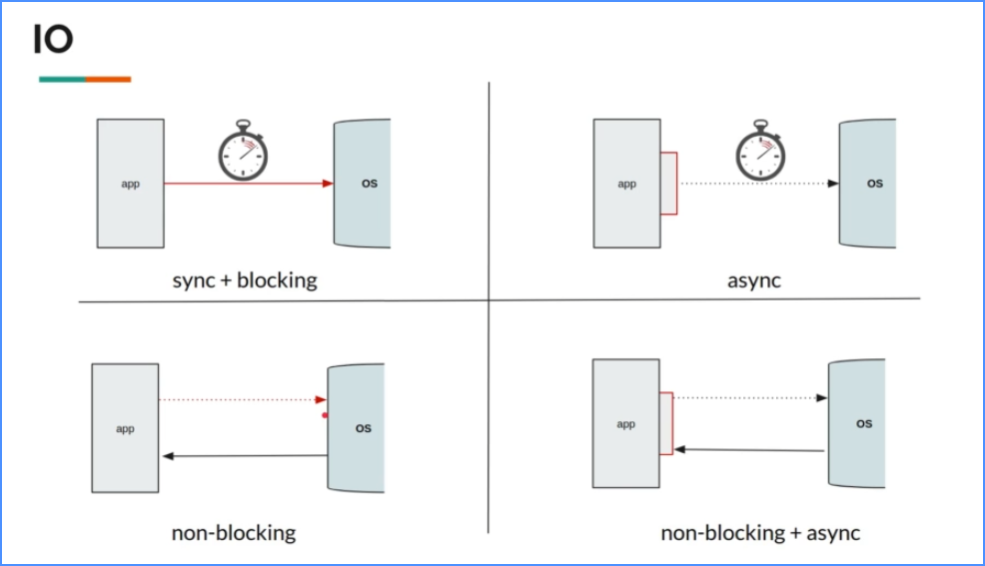 IO
app
OS
sync + blocking
app
OS
async
app
OS
non-blocking
app
OS
non-blocking + async